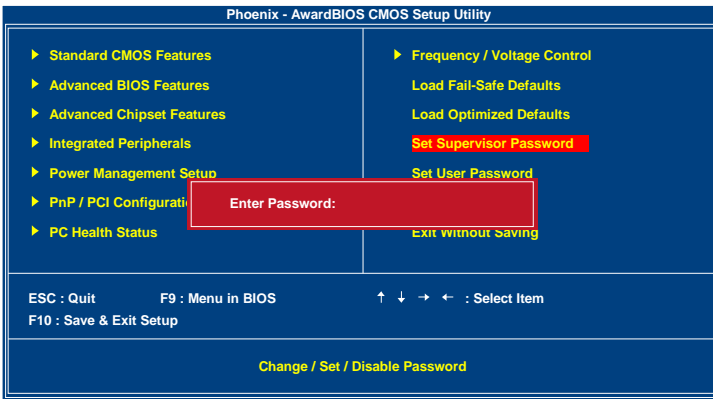 Phoenix - AwardBIOS CMOS Setup Utility
Standard CMOS Features
Advanced BIOS Features
Advanced Chipset Features
Integrated Peripherals
Power Management Setup
PnP / PCI Configurati
PC Health Status
Frequency / Voltage Control
Load Fail-Safe Defaults
Load Optimized Defaults
Set Supervisor Password
Set User Password
Exit Without Saving
Enter Password:
ESC : Quit F9 : Menu in BIOS ↑ ↓ → ← : Select Item
F10 : Save & Exit Setup
Change / Set / Disable Password